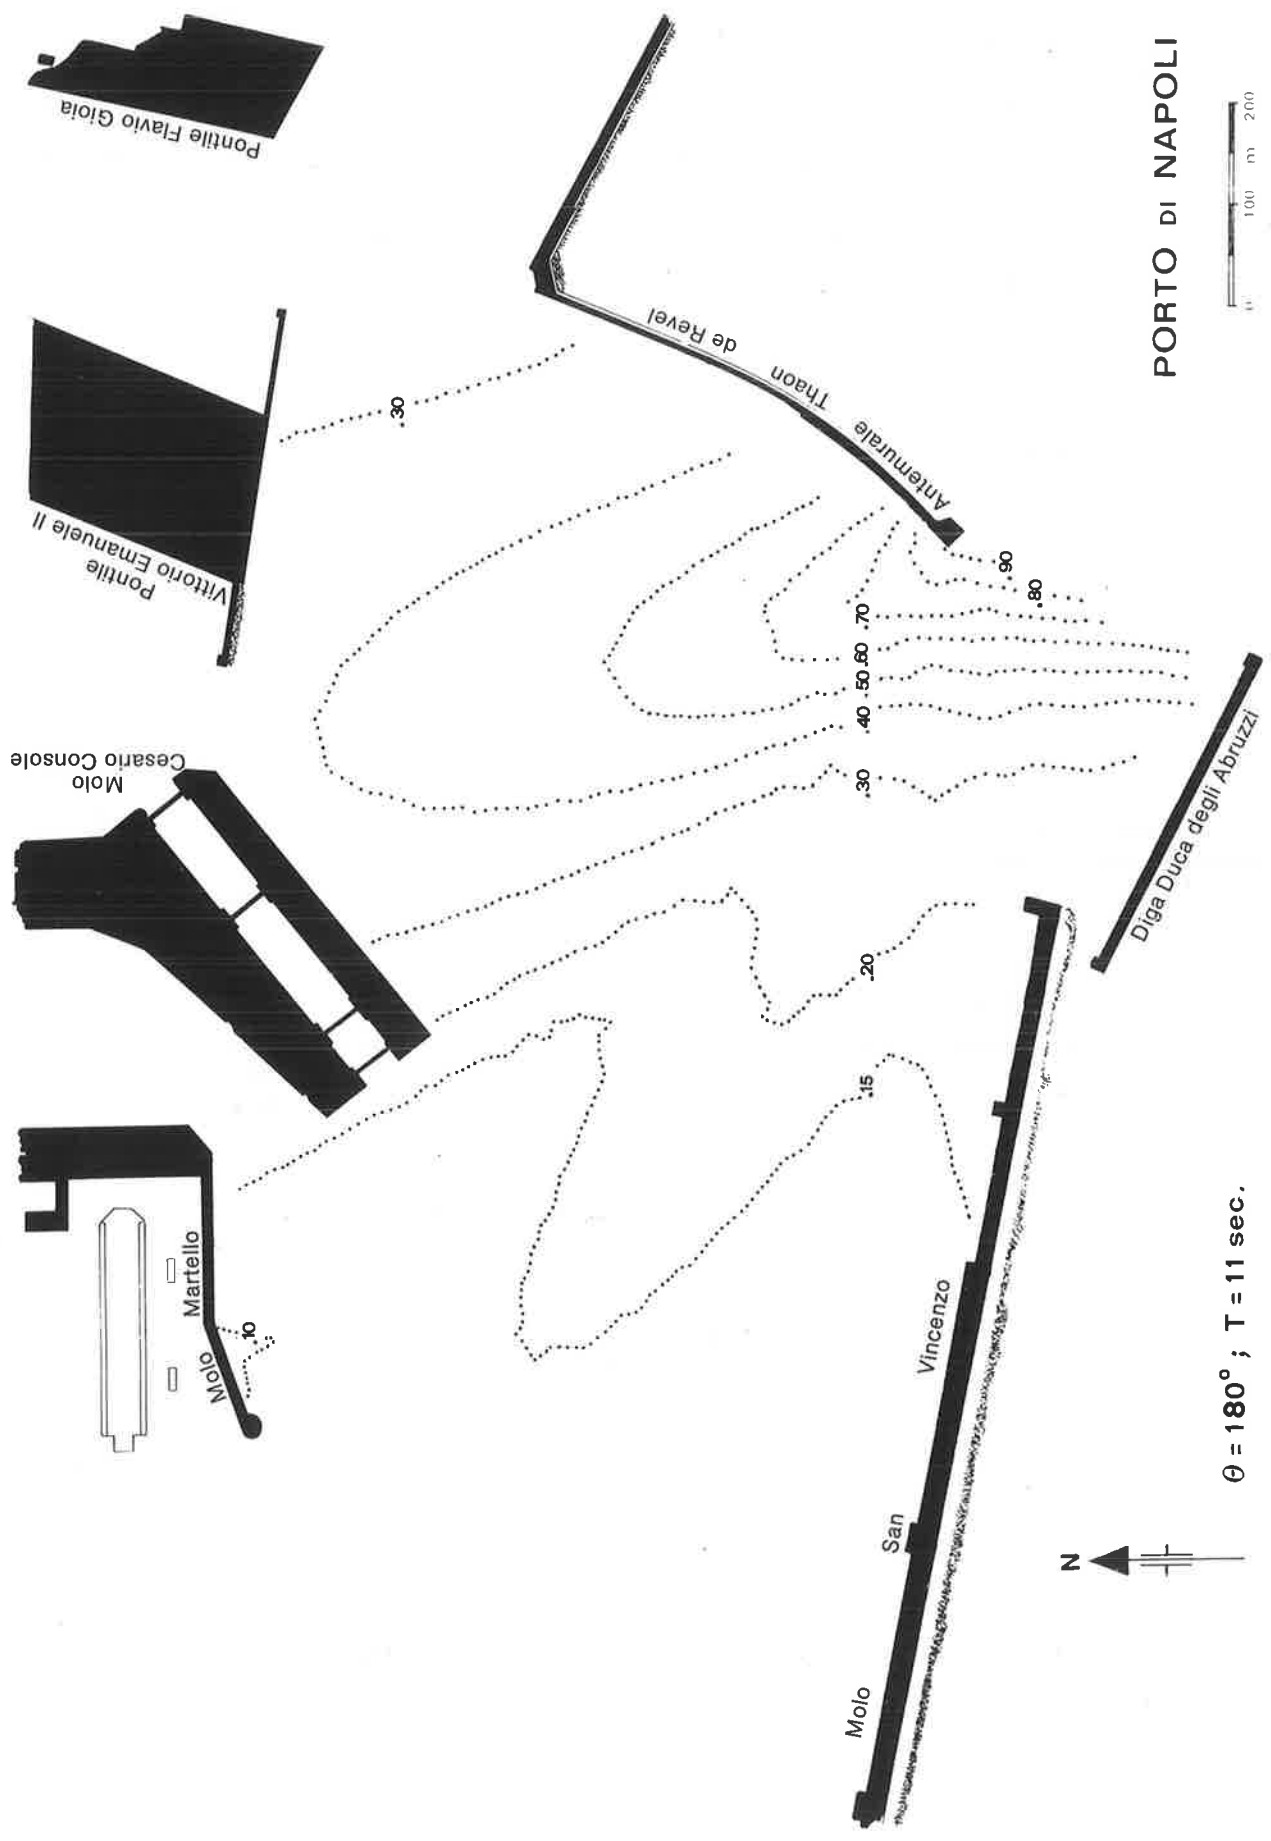 Pontile Flavio Gioia
Pontile
Vittorio Emanuele II
Molo
Cesario Console
Molo
Martello
Antemurale
Thaon
de Revel
Diga Duca degli Abruzzi
Molo
San
Vincenzo
.30
.90
.80
.70
.60
.50
.40
.30
.20
.15
.10
N
θ = 180° ; T = 11 sec.
PORTO DI NAPOLI
0 100 m 200